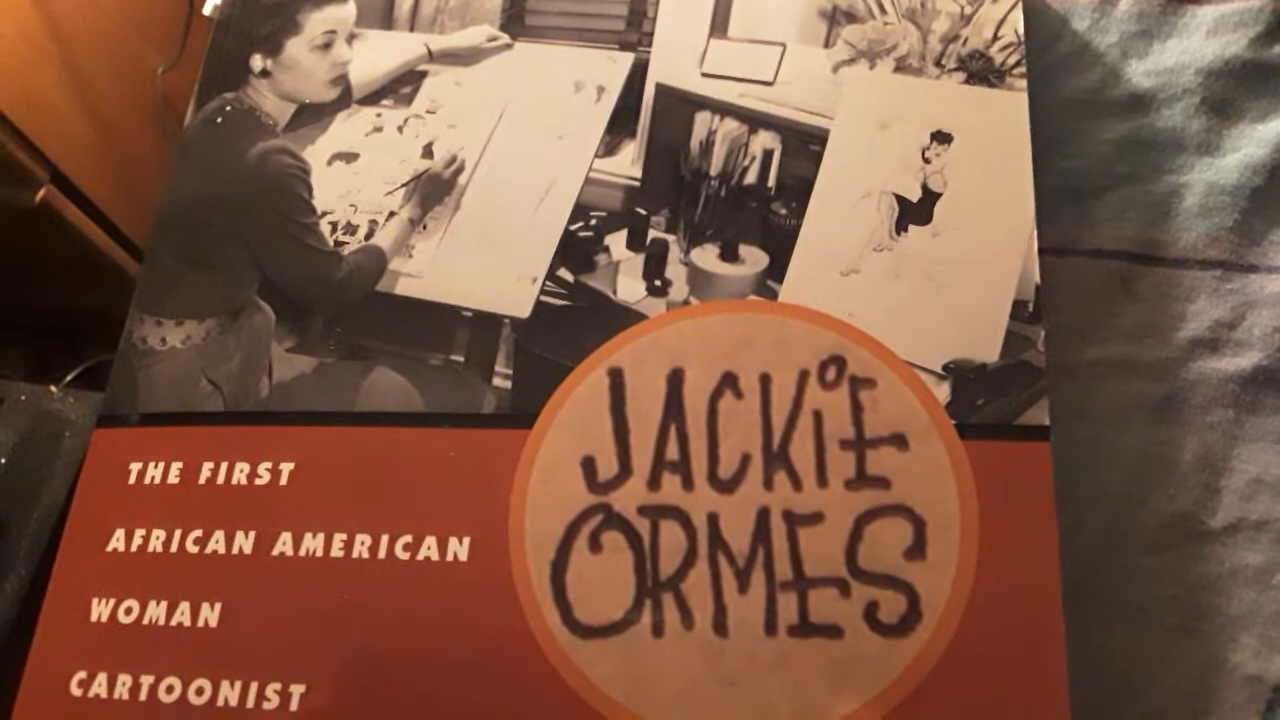 JACKiE
ORMES
THE FIRST
AFRICAN AMERICAN
WOMAN
CARTOONIST